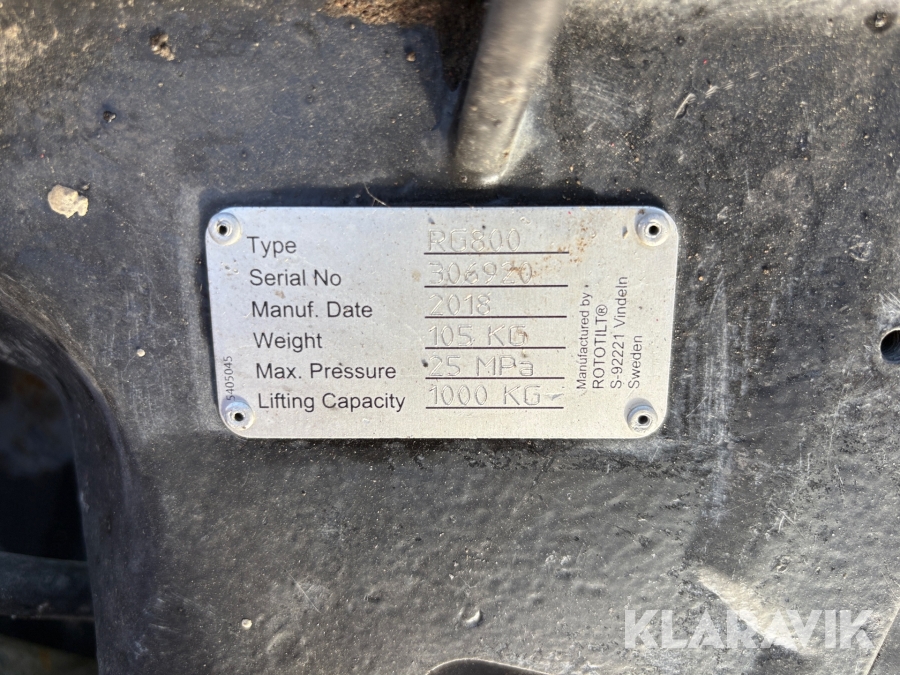 Type RG800
Serial No 306920
Manuf. Date 2018
Weight 105 KG
Max. Pressure 25 MPa
Lifting Capacity 1000 KG
Manufactured by
ROTOTILT®
S-92221 Vindeln
Sweden
5405045
KLARAVIK